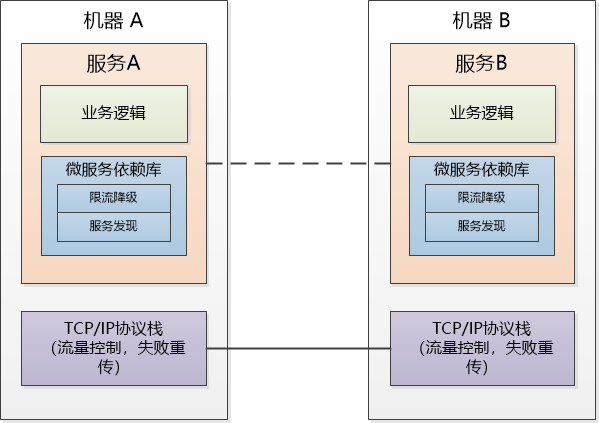 机器 A
服务A
业务逻辑
微服务依赖库
限流降级
服务发现
TCP/IP协议栈
（流量控制，失败重
传）
机器 B
服务B
业务逻辑
微服务依赖库
限流降级
服务发现
TCP/IP协议栈
（流量控制，失败重
传）